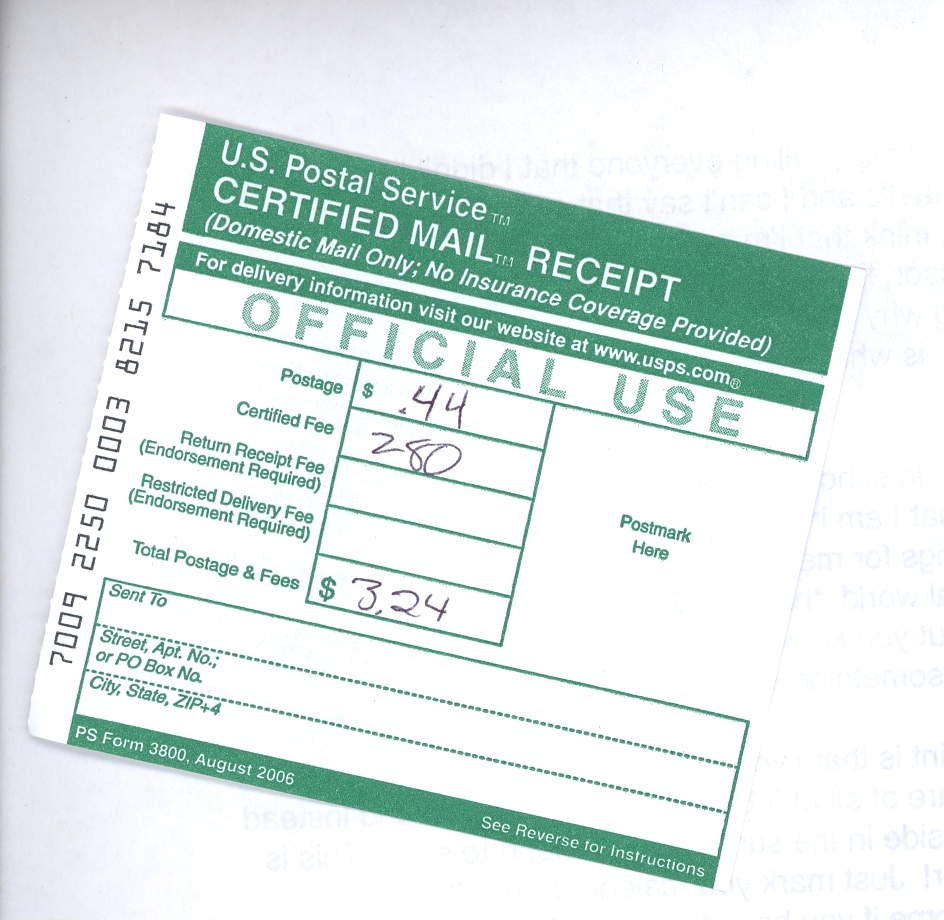 U.S. Postal Service™
CERTIFIED MAIL™ RECEIPT
(Domestic Mail Only; No Insurance Coverage Provided)
For delivery information visit our website at www.usps.com®
OFFICIAL USE
Postage $ .44
Certified Fee 280
Return Receipt Fee
(Endorsement Required)
Restricted Delivery Fee
(Endorsement Required)
Total Postage & Fees $ 3.24
Postmark
Here
Sent To
Street, Apt. No.;
or PO Box No.
City, State, ZIP+4
PS Form 3800, August 2006
See Reverse for Instructions
7009 2250 0003 8215 7184